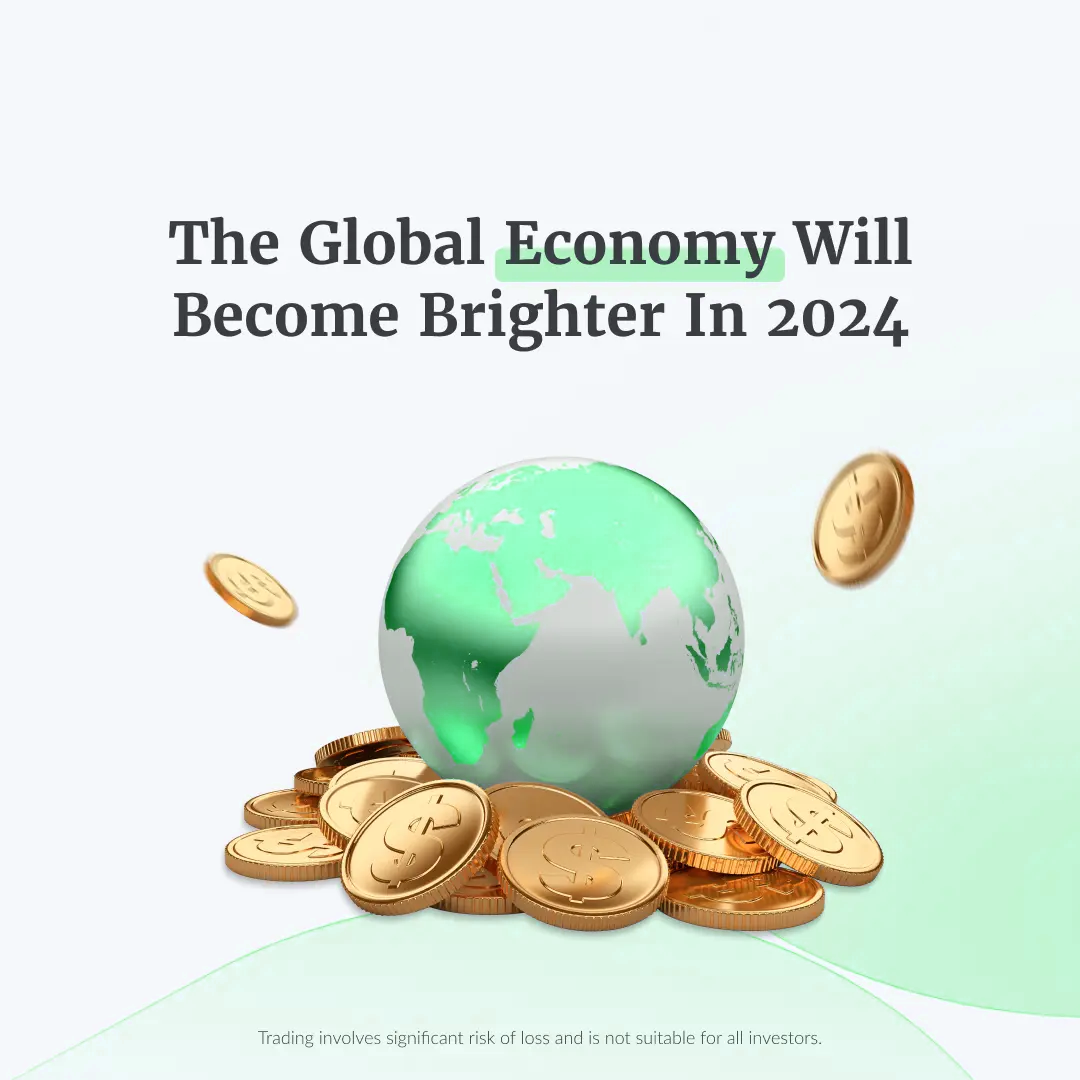 The Global Economy Will
Become Brighter In 2024
Trading involves significant risk of loss and is not suitable for all investors.